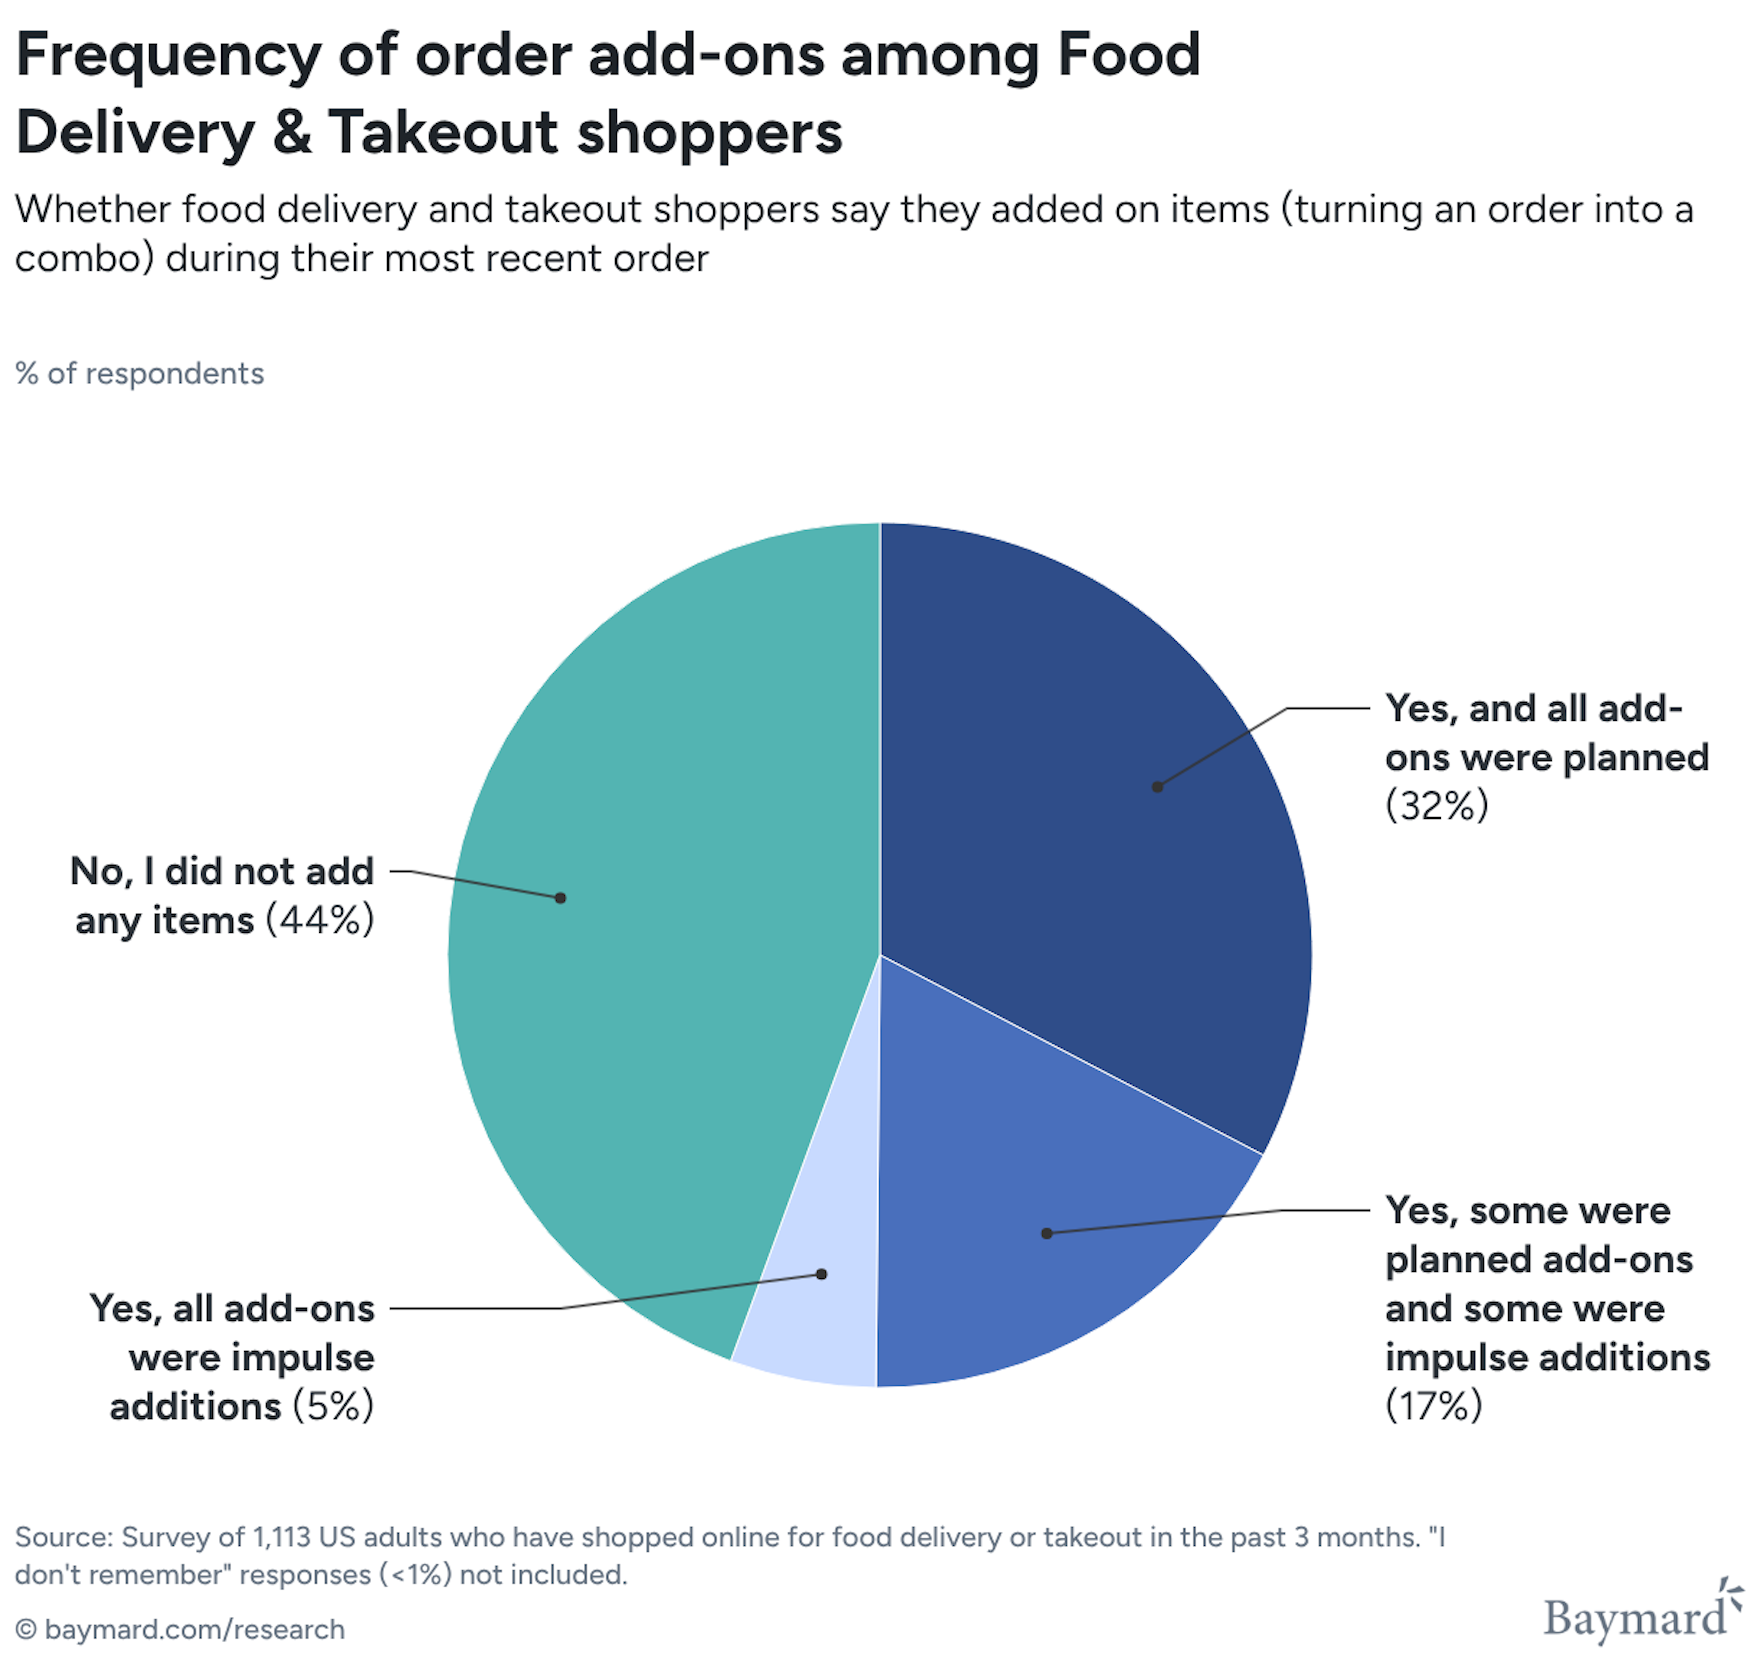 Frequency of order add-ons among Food
Delivery & Takeout shoppers
Whether food delivery and takeout shoppers say they added on items (turning an order into a
combo) during their most recent order
% of respondents
Yes, and all add-
ons were planned
(32%)
No, I did not add
any items (44%)
Yes, some were
planned add-ons
and some were
impulse additions
(17%)
Yes, all add-ons
were impulse
additions (5%)
Source: Survey of 1,113 US adults who have shopped online for food delivery or takeout in the past 3 months. "I
don't remember" responses (<1%) not included.
© baymard.com/research
Baymard